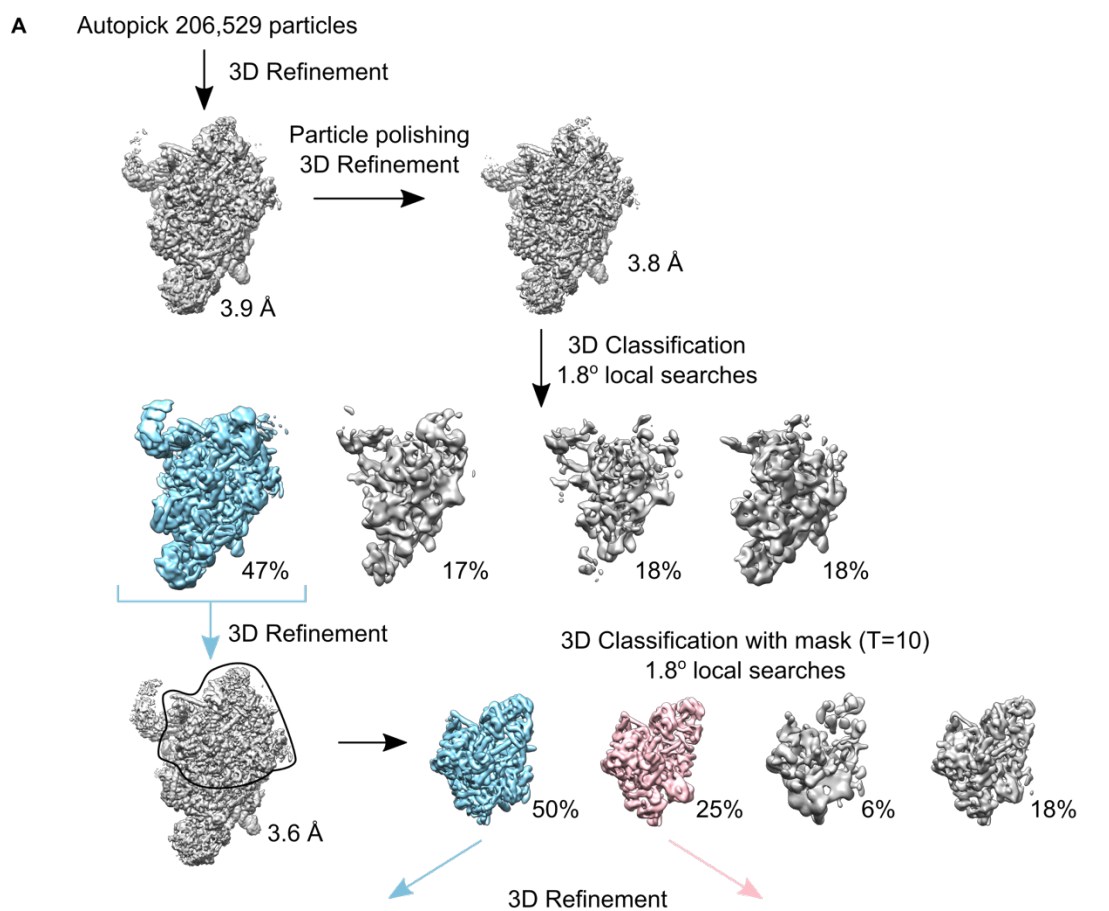 A
Autopick 206,529 particles
3D Refinement
Particle polishing
3D Refinement
3.9 Å
3.8 Å
3D Classification
1.8º local searches
47%
17%
18%
18%
3D Refinement
3D Classification with mask (T=10)
1.8º local searches
3.6 Å
50%
25%
6%
18%
3D Refinement